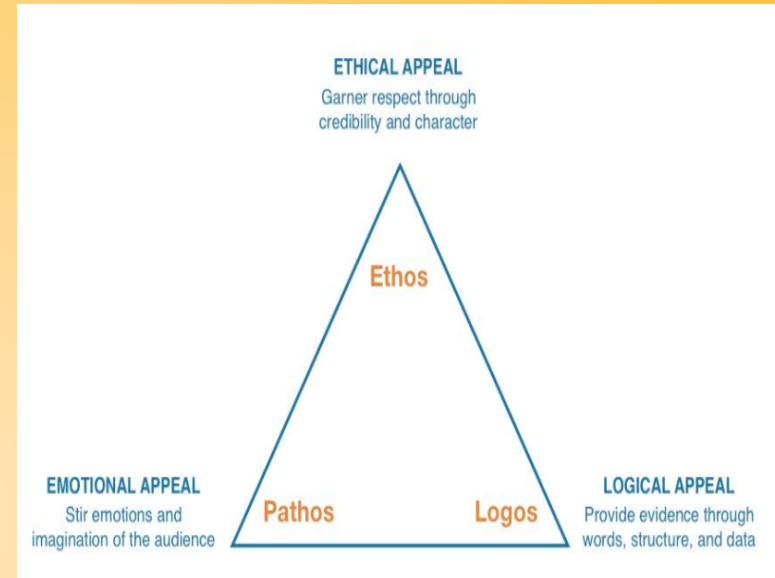 ETHICAL APPEAL
Garner respect through
credibility and character
Ethos
EMOTIONAL APPEAL
Stir emotions and
imagination of the audience
Pathos
Logos
LOGICAL APPEAL
Provide evidence through
words, structure, and data